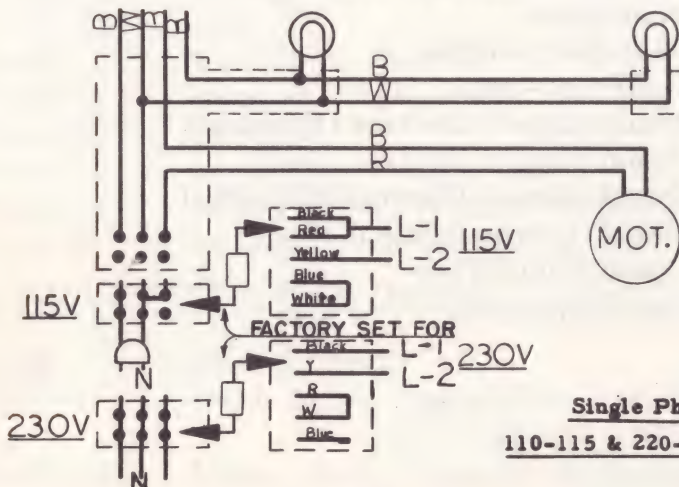 B W R B
B
W
B
R
MOT.
Black
Red
L-1
115V
Yellow
L-2
Blue
White
115V
FACTORY SET FOR
N
Black
L-1
230V
Y
L-2
R
W
Blue
230V
N
Single Ph
110-115 & 220-